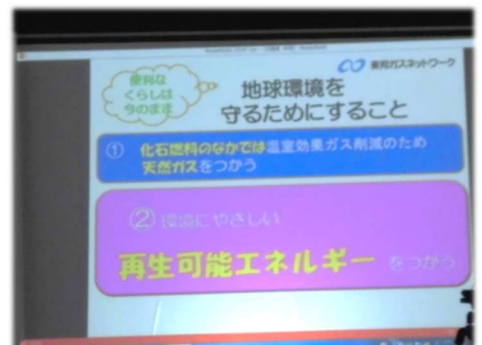 東邦ガスネットワーク
便利な
くらしは
今のまま
地球環境を
守るためにすること
① 化石燃料のなかでは温室効果ガス削減のため
天然ガスをつかう
② 環境にやさしい
再生可能エネルギー をつかう